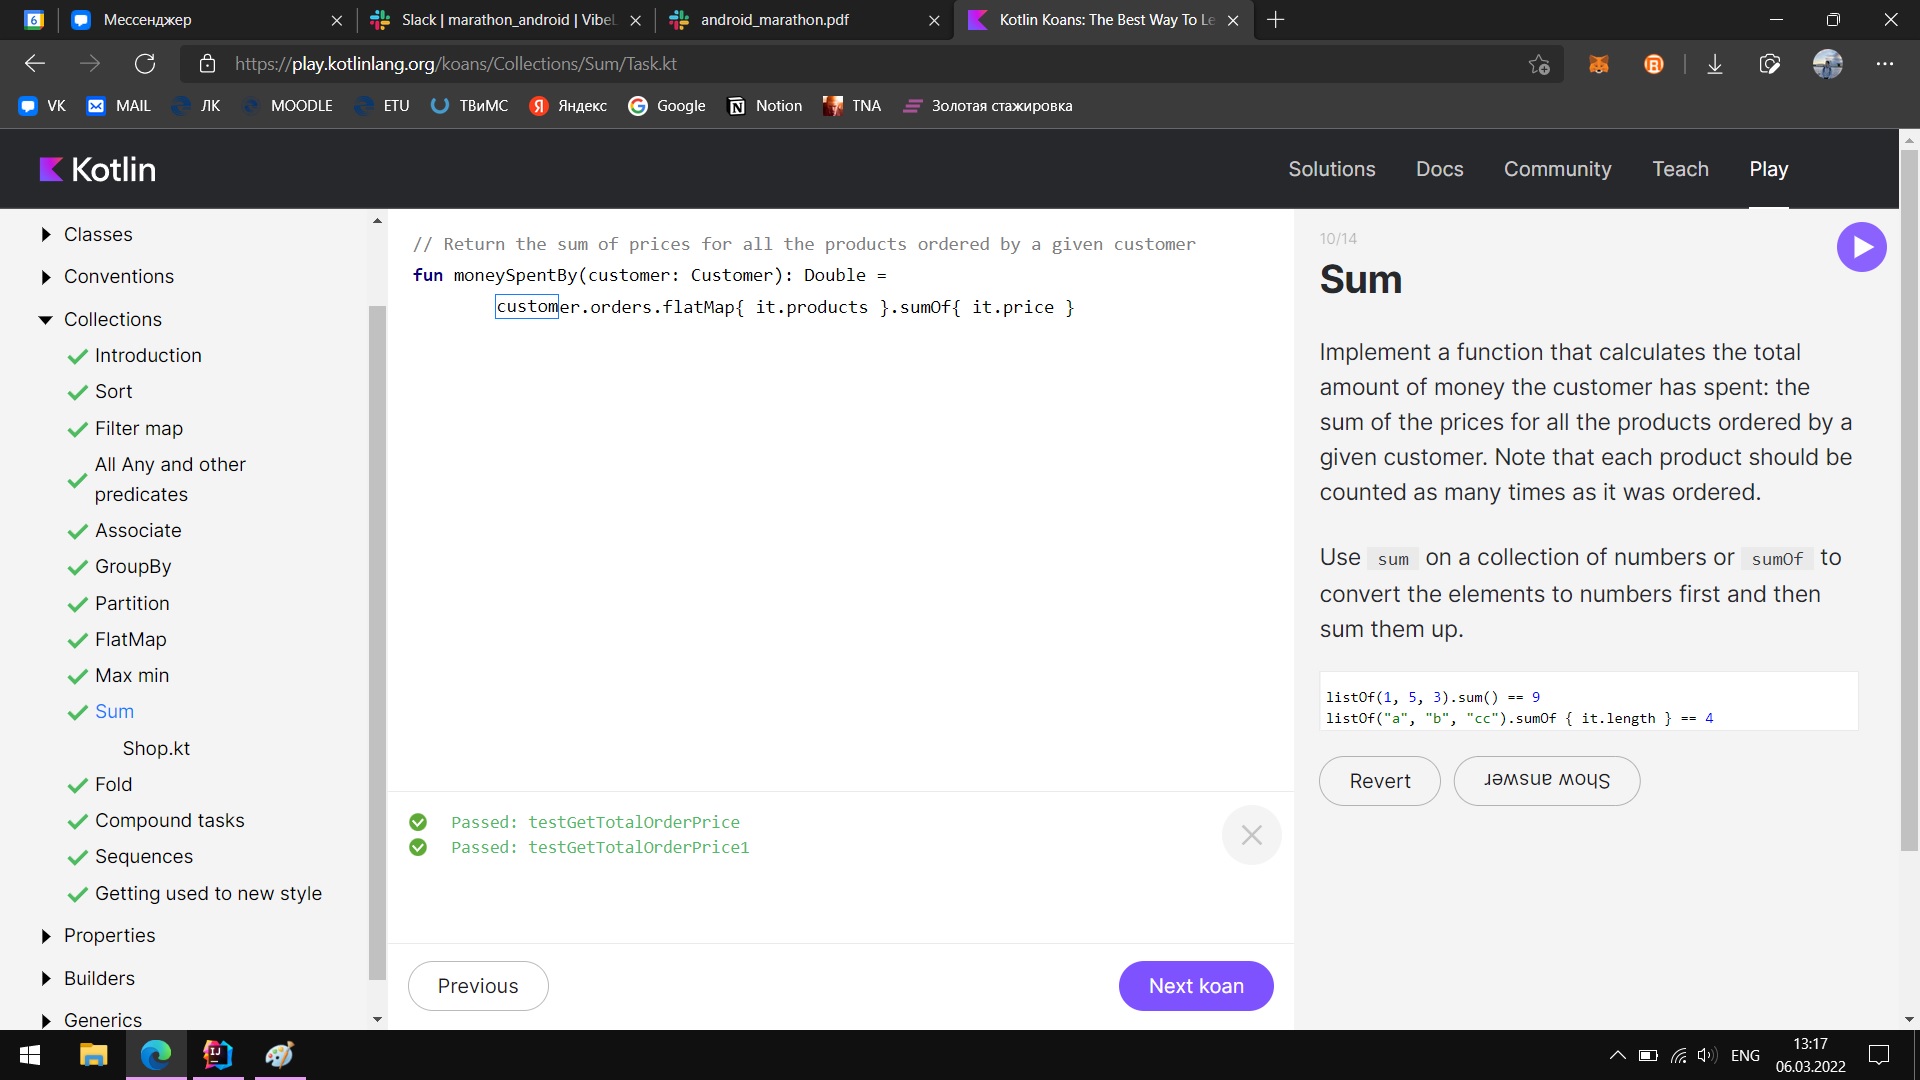 6
Мессенджер
Slack | marathon_android | VibeL
android_marathon.pdf
Kotlin Koans: The Best Way To Le
https://play.kotlinlang.org/koans/Collections/Sum/Task.kt
VK
MAIL
ЛК
MOODLE
ETU
ТВиМС
Яндекс
Google
Notion
TNA
Золотая стажировка
Kotlin
Solutions
Docs
Community
Teach
Play
Classes
Conventions
Collections
Introduction
Sort
Filter map
All Any and other
predicates
Associate
GroupBy
Partition
FlatMap
Max min
Sum
Shop.kt
Fold
Compound tasks
Sequences
Getting used to new style
Properties
Builders
Generics
// Return the sum of prices for all the products ordered by a given customer
fun moneySpentBy(customer: Customer): Double =
customer.orders.flatMap{ it.products }.sumOf{ it.price }
Passed: testGetTotalOrderPrice
Passed: testGetTotalOrderPrice1
Previous
Next koan
10/14
Sum
Implement a function that calculates the total
amount of money the customer has spent: the
sum of the prices for all the products ordered by a
given customer. Note that each product should be
counted as many times as it was ordered.
Use sum on a collection of numbers or sumOf to
convert the elements to numbers first and then
sum them up.
listOf(1, 5, 3).sum() == 9
listOf("a", "b", "cc").sumOf { it.length } == 4
Revert
Show answer
ENG
13:17
06.03.2022